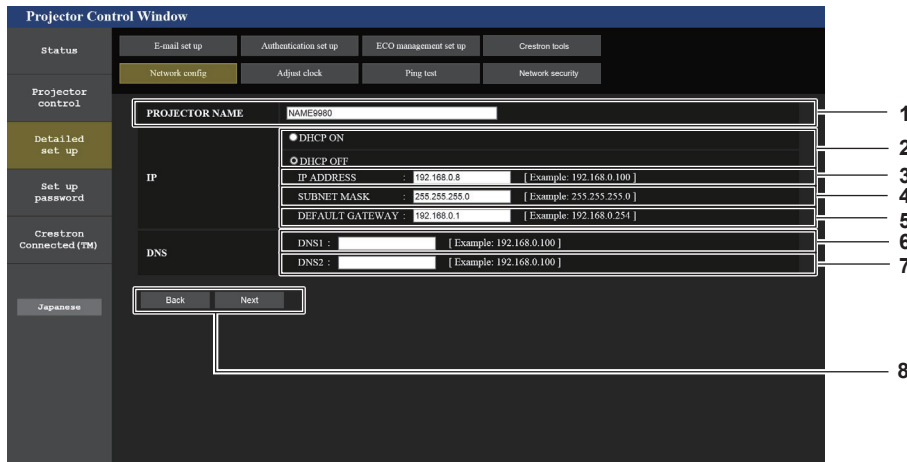 Projector Control Window
Status
E-mail set up
Authentication set up
ECO management set up
Crestron tools
Network config
Adjust clock
Ping test
Network security
Projector
control
Detailed
set up
Set up
password
Crestron
Connected(TM)
Japanese
PROJECTOR NAME NAME9980 1
IP
DHCP ON
DHCP OFF 2
IP ADDRESS : 192.168.0.8 [ Example: 192.168.0.100 ] 3
SUBNET MASK : 255.255.255.0 [ Example: 255.255.255.0 ] 4
DEFAULT GATEWAY : 192.168.0.1 [ Example: 192.168.0.254 ] 5
DNS
DNS1 : [ Example: 192.168.0.100 ] 6
DNS2 : [ Example: 192.168.0.100 ] 7
Back Next
8